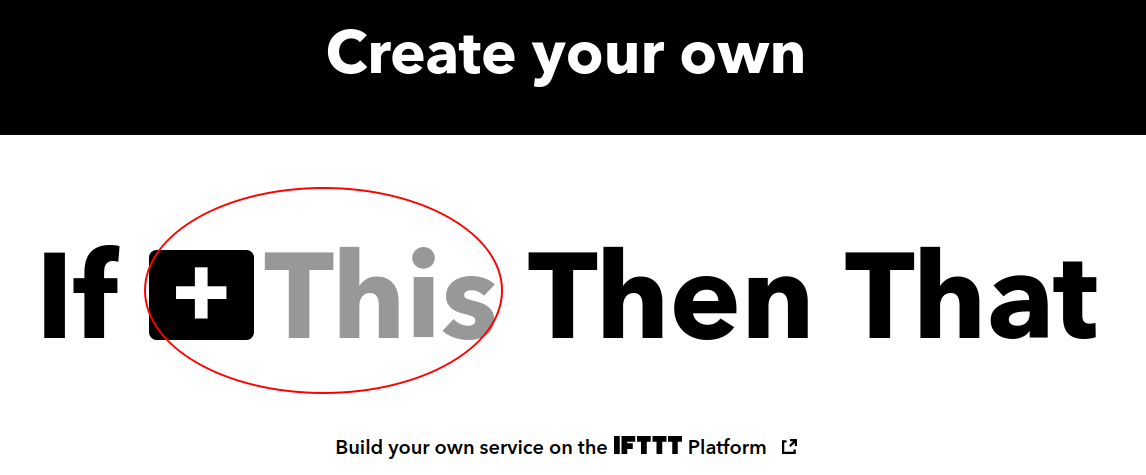 Create your own
If + This Then That
Build your own service on the IFTTT Platform